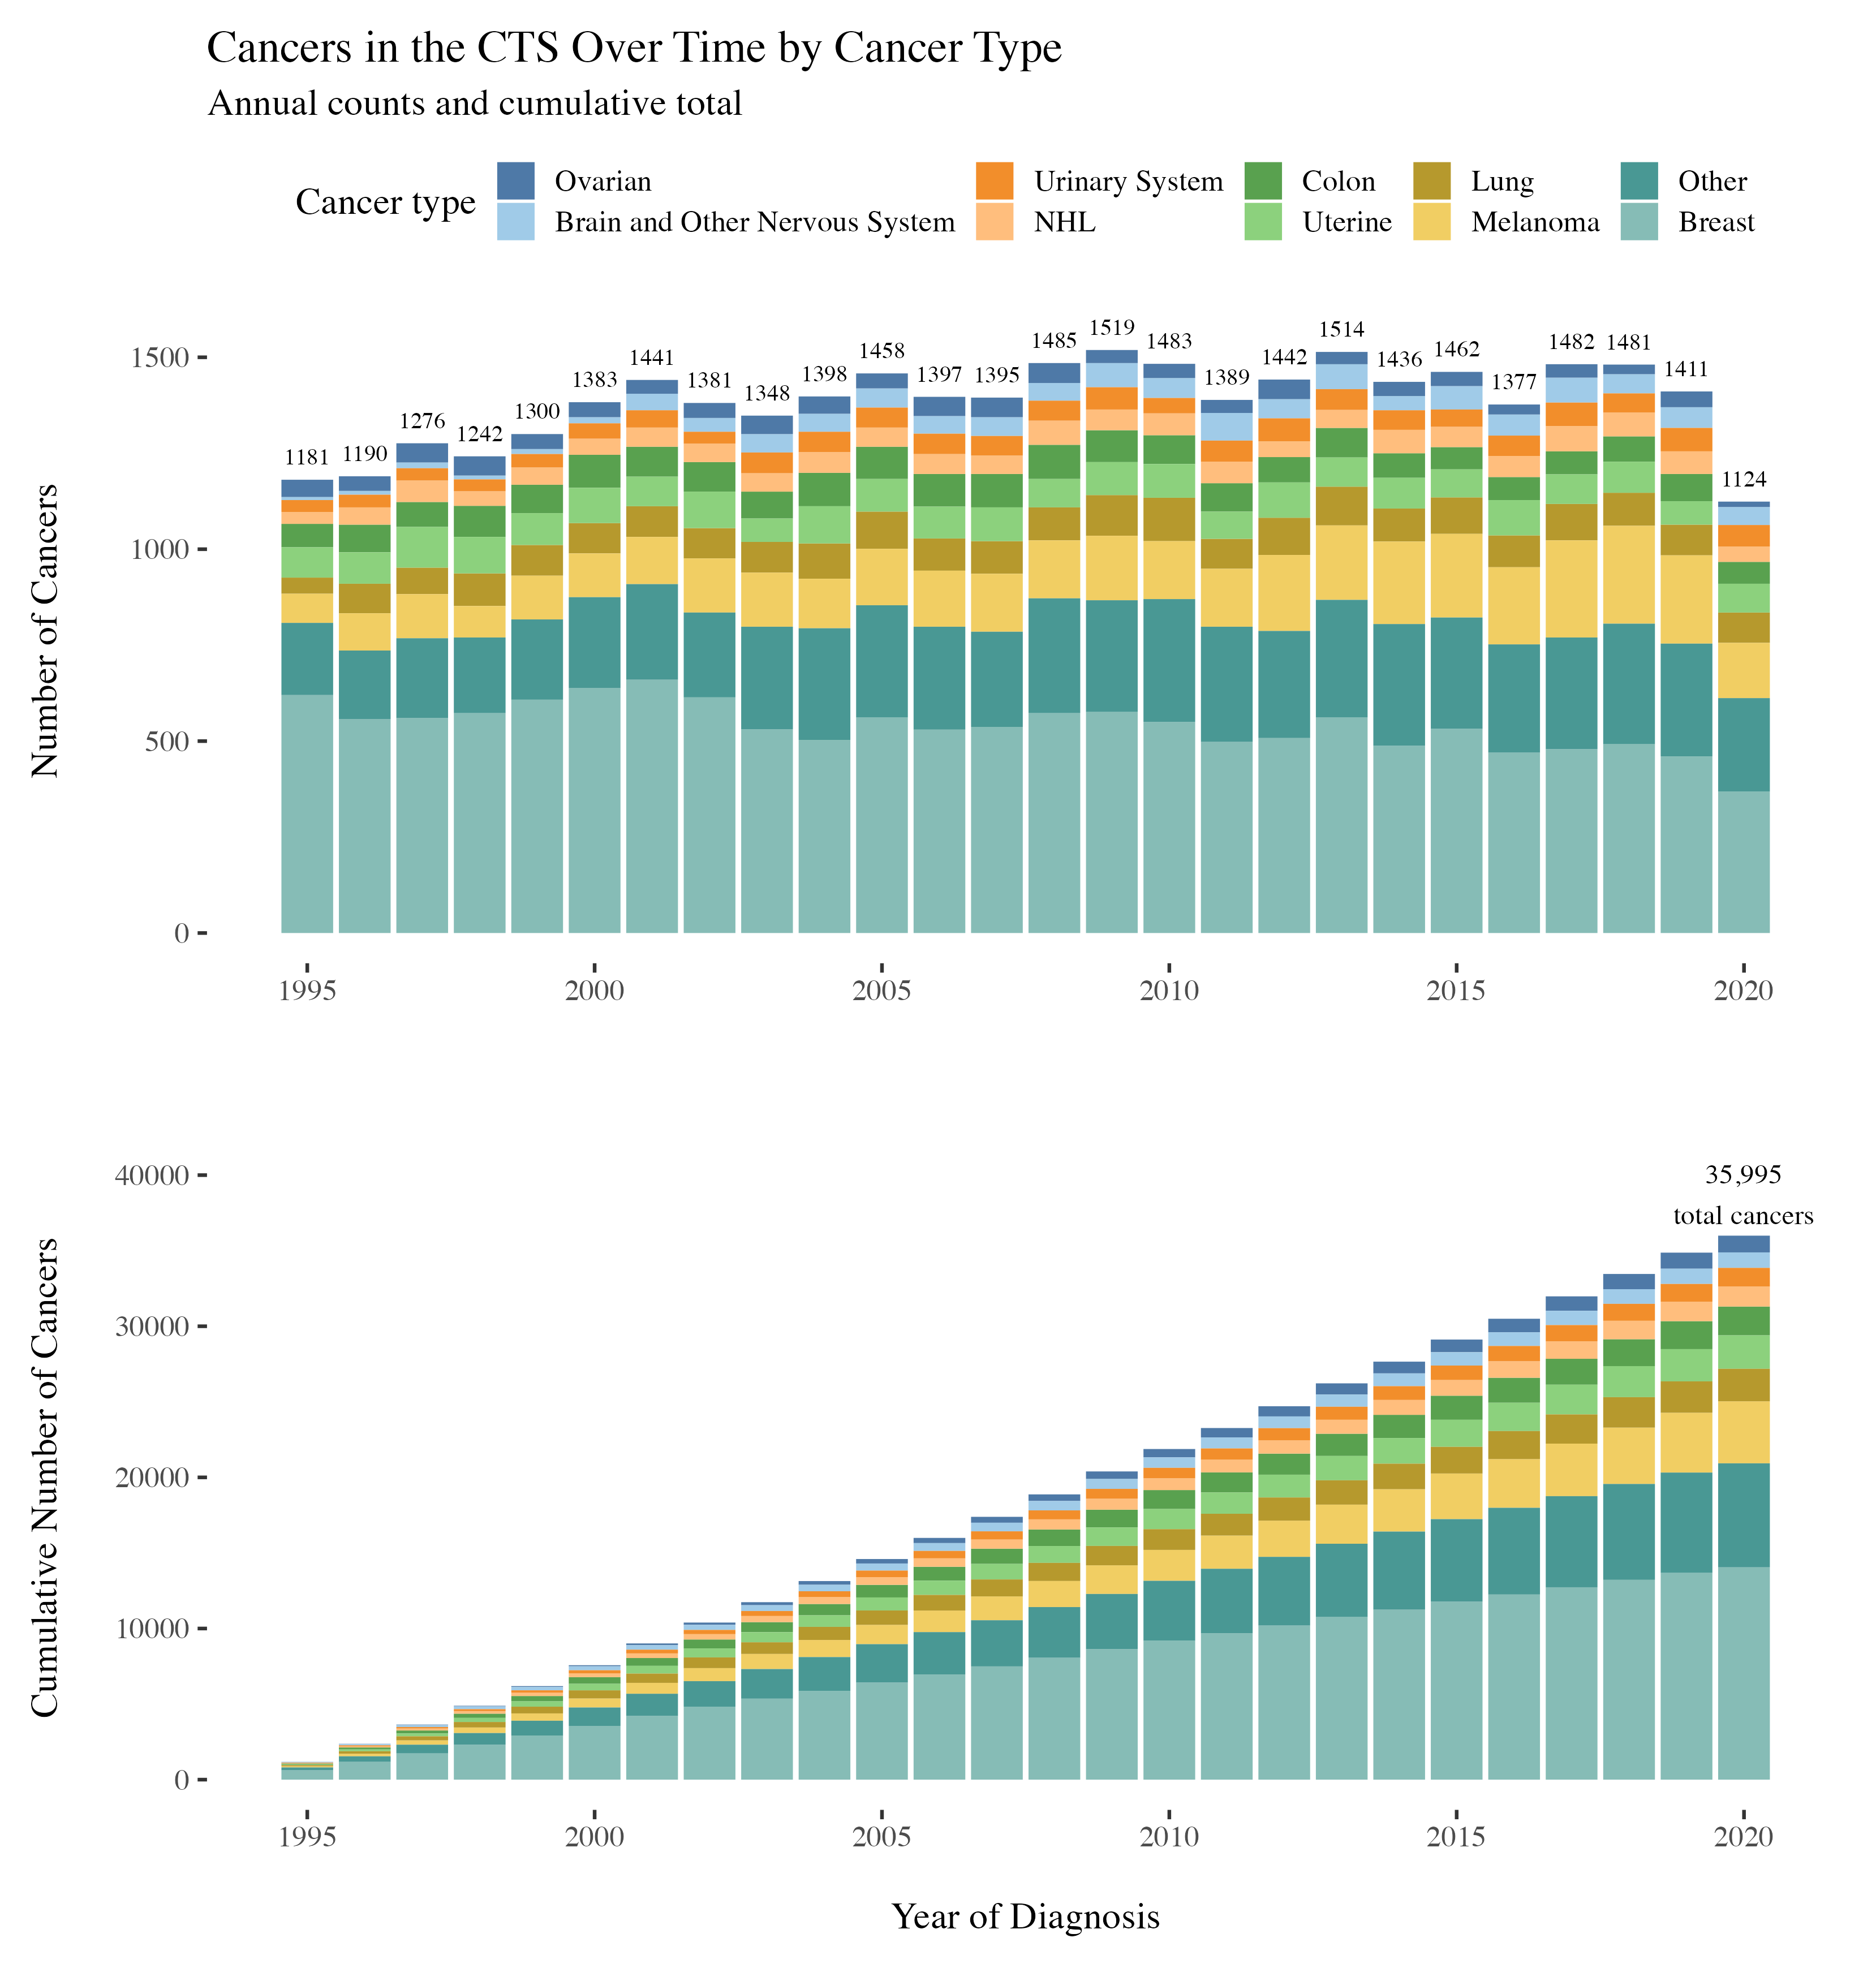 Cancers in the CTS Over Time by Cancer Type
Annual counts and cumulative total
Cancer type
Ovarian
Urinary System
Colon
Lung
Other
Brain and Other Nervous System
NHL
Uterine
Melanoma
Breast
Number of Cancers
1500
1000
500
0
1181
1190
1276
1242
1300
1383
1441
1381
1348
1398
1458
1397
1395
1485
1519
1483
1389
1442
1514
1436
1462
1377
1482
1481
1411
1124
1995
2000
2005
2010
2015
2020
Cumulative Number of Cancers
40000
30000
20000
10000
0
35,995
total cancers
1995
2000
2005
2010
2015
2020
Year of Diagnosis